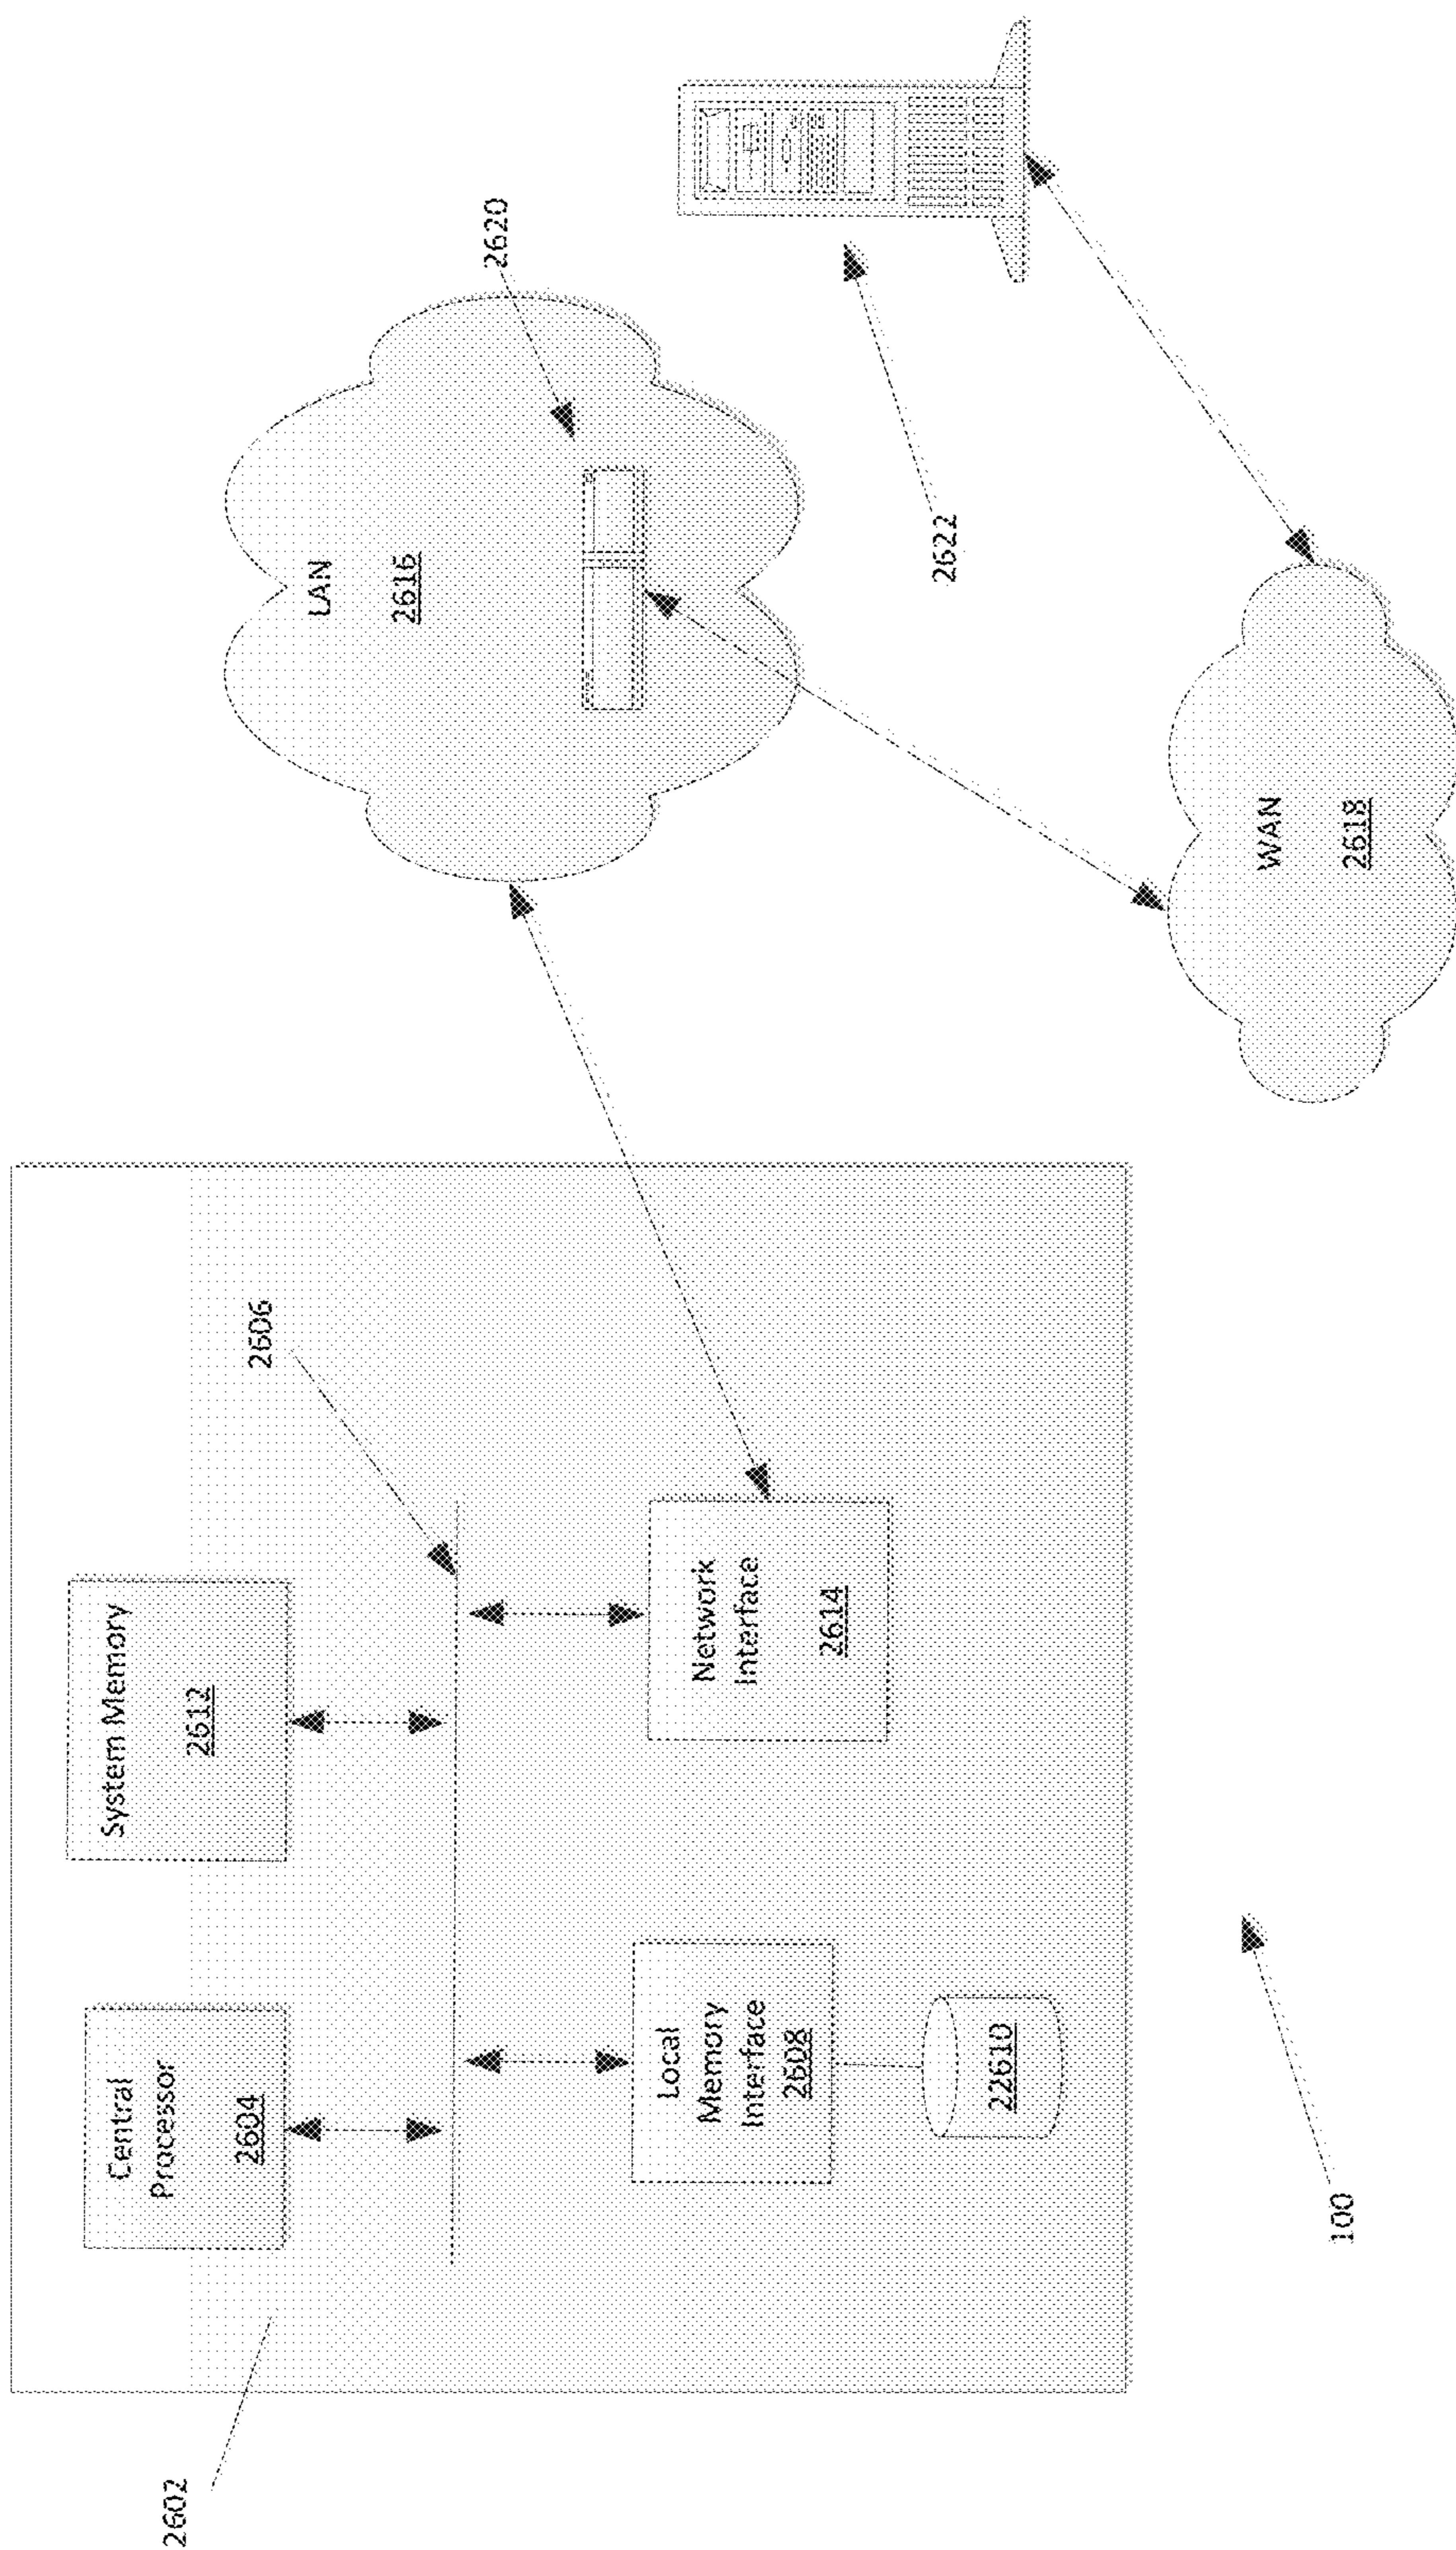 2602
Central
Processor
2604
System Memory
2612
2606
Local
Memory
Interface
2608
22610
Network
Interface
2614
LAN
2616
2620
2622
WAN
2618
100